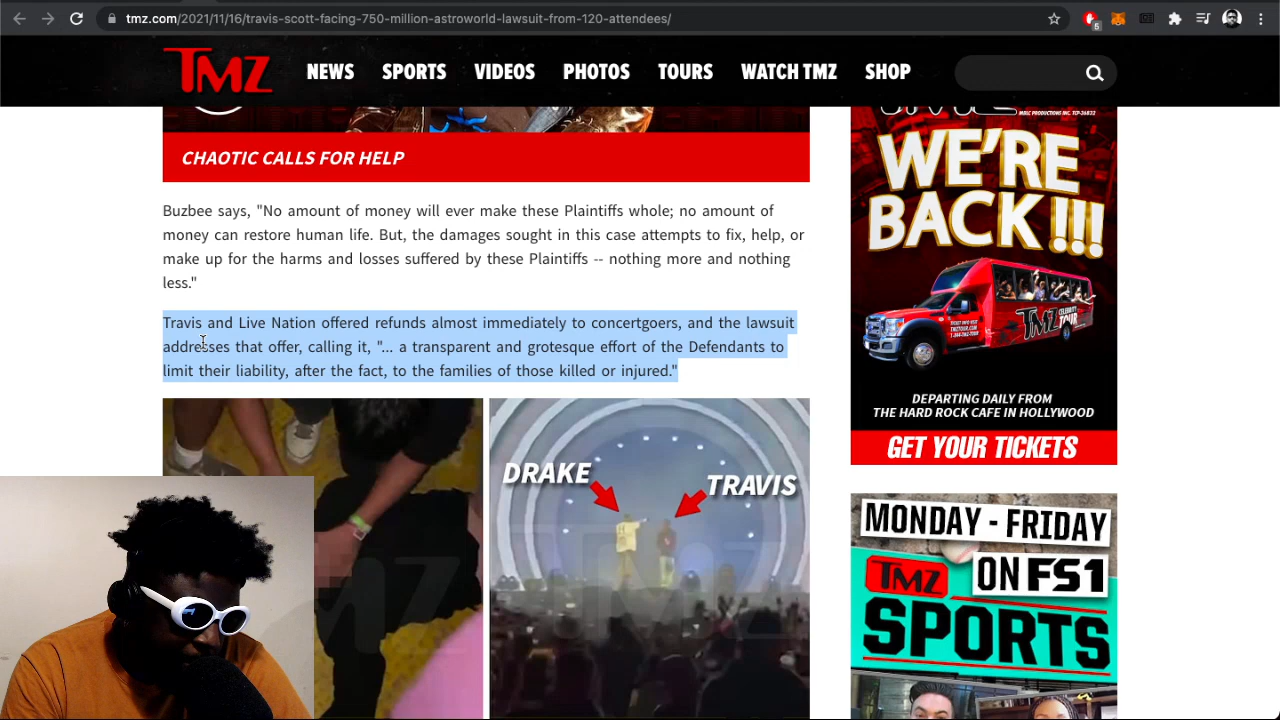 tmz.com/2021/11/16/travis-scott-facing-750-million-astroworld-lawsuit-from-120-attendees/
5
TMZ
NEWS SPORTS VIDEOS PHOTOS TOURS WATCH TMZ SHOP
CHAOTIC CALLS FOR HELP
Buzbee says, "No amount of money will ever make these Plaintiffs whole; no amount of
money can restore human life. But, the damages sought in this case attempts to fix, help, or
make up for the harms and losses suffered by these Plaintiffs -- nothing more and nothing
less."
Travis and Live Nation offered refunds almost immediately to concertgoers, and the lawsuit
addresses that offer, calling it, "... a transparent and grotesque effort of the Defendants to
limit their liability, after the fact, to the families of those killed or injured."
DRAKE
TRAVIS
TMZ
WE'RE
BACK!!!
TMZ CELEBRITY
TOUR
DEPARTING DAILY FROM
THE HARD ROCK CAFE IN HOLLYWOOD
GET YOUR TICKETS
MONDAY - FRIDAY
TMZ ON FS1
SPORTS